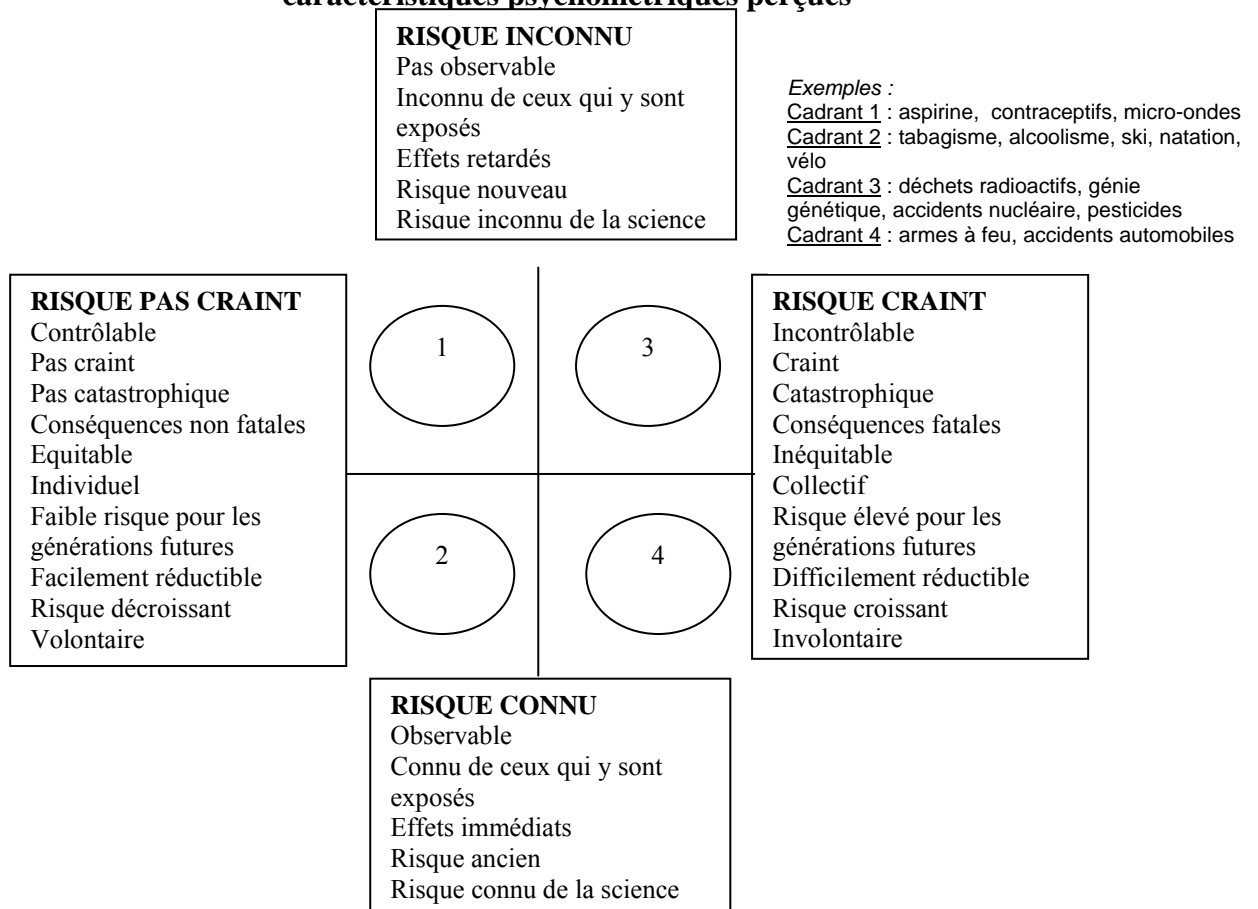 caractéristiques psychométriques perçues
RISQUE INCONNU
Pas observable
Inconnu de ceux qui y sont
exposés
Effets retardés
Risque nouveau
Risque inconnu de la science
Exemples :
Cadrant 1 : aspirine, contraceptifs, micro-ondes
Cadrant 2 : tabagisme, alcoolisme, ski, natation,
vélo
Cadrant 3 : déchets radioactifs, génie
génétique, accidents nucléaire, pesticides
Cadrant 4 : armes à feu, accidents automobiles
RISQUE PAS CRAINT
Contrôlable
Pas craint
Pas catastrophique
Conséquences non fatales
Equitable
Individuel
Faible risque pour les
générations futures
Facilement réductible
Risque décroissant
Volontaire
1
3
2
4
RISQUE CRAINT
Incontrôlable
Craint
Catastrophique
Conséquences fatales
Inéquitable
Collectif
Risque élevé pour les
générations futures
Difficilement réductible
Risque croissant
Involontaire
RISQUE CONNU
Observable
Connu de ceux qui y sont
exposés
Effets immédiats
Risque ancien
Risque connu de la science